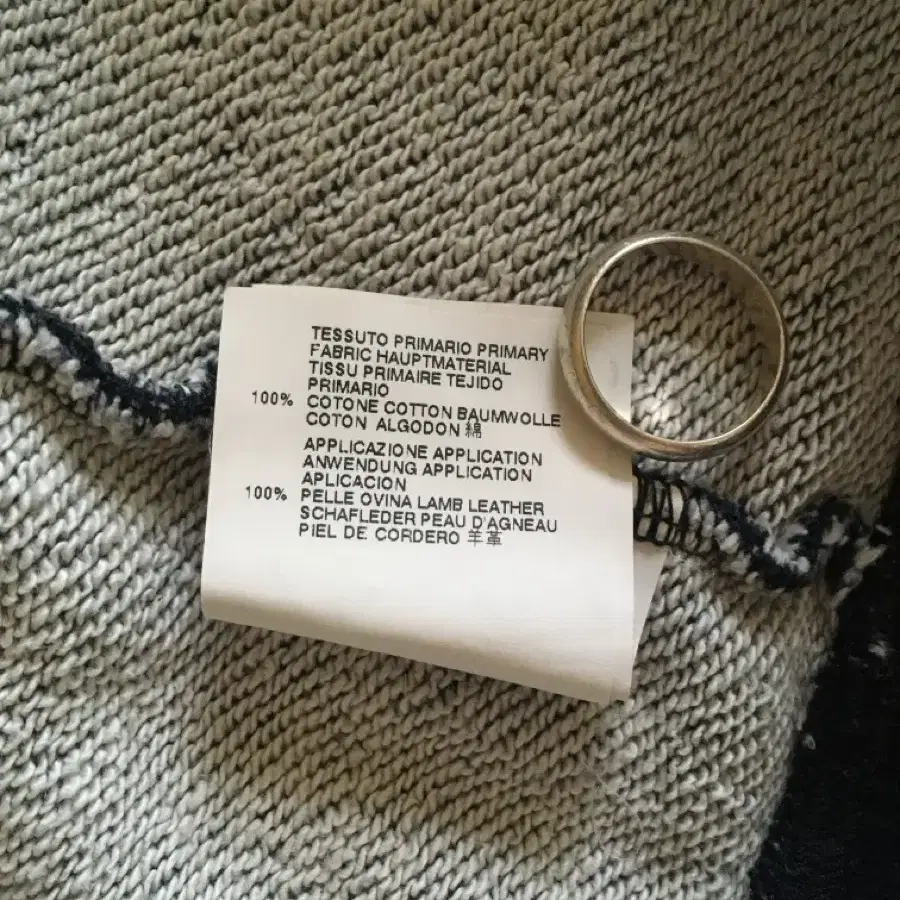 TESSUTO PRIMARIO PRIMARY
FABRIC HAUPTMATERIAL
TISSU PRIMAIRE TEJIDO
PRIMARIO
100% COTONE COTTON BAUMWOLLE
COTON ALGODON 綿
APPLICAZIONE APPLICATION
ANWENDUNG APPLICATION
APLICACION
100% PELLE OVINA LAMB LEATHER
SCHAFLEDER PEAU D'AGNEAU
PIEL DE CORDERO 羊革